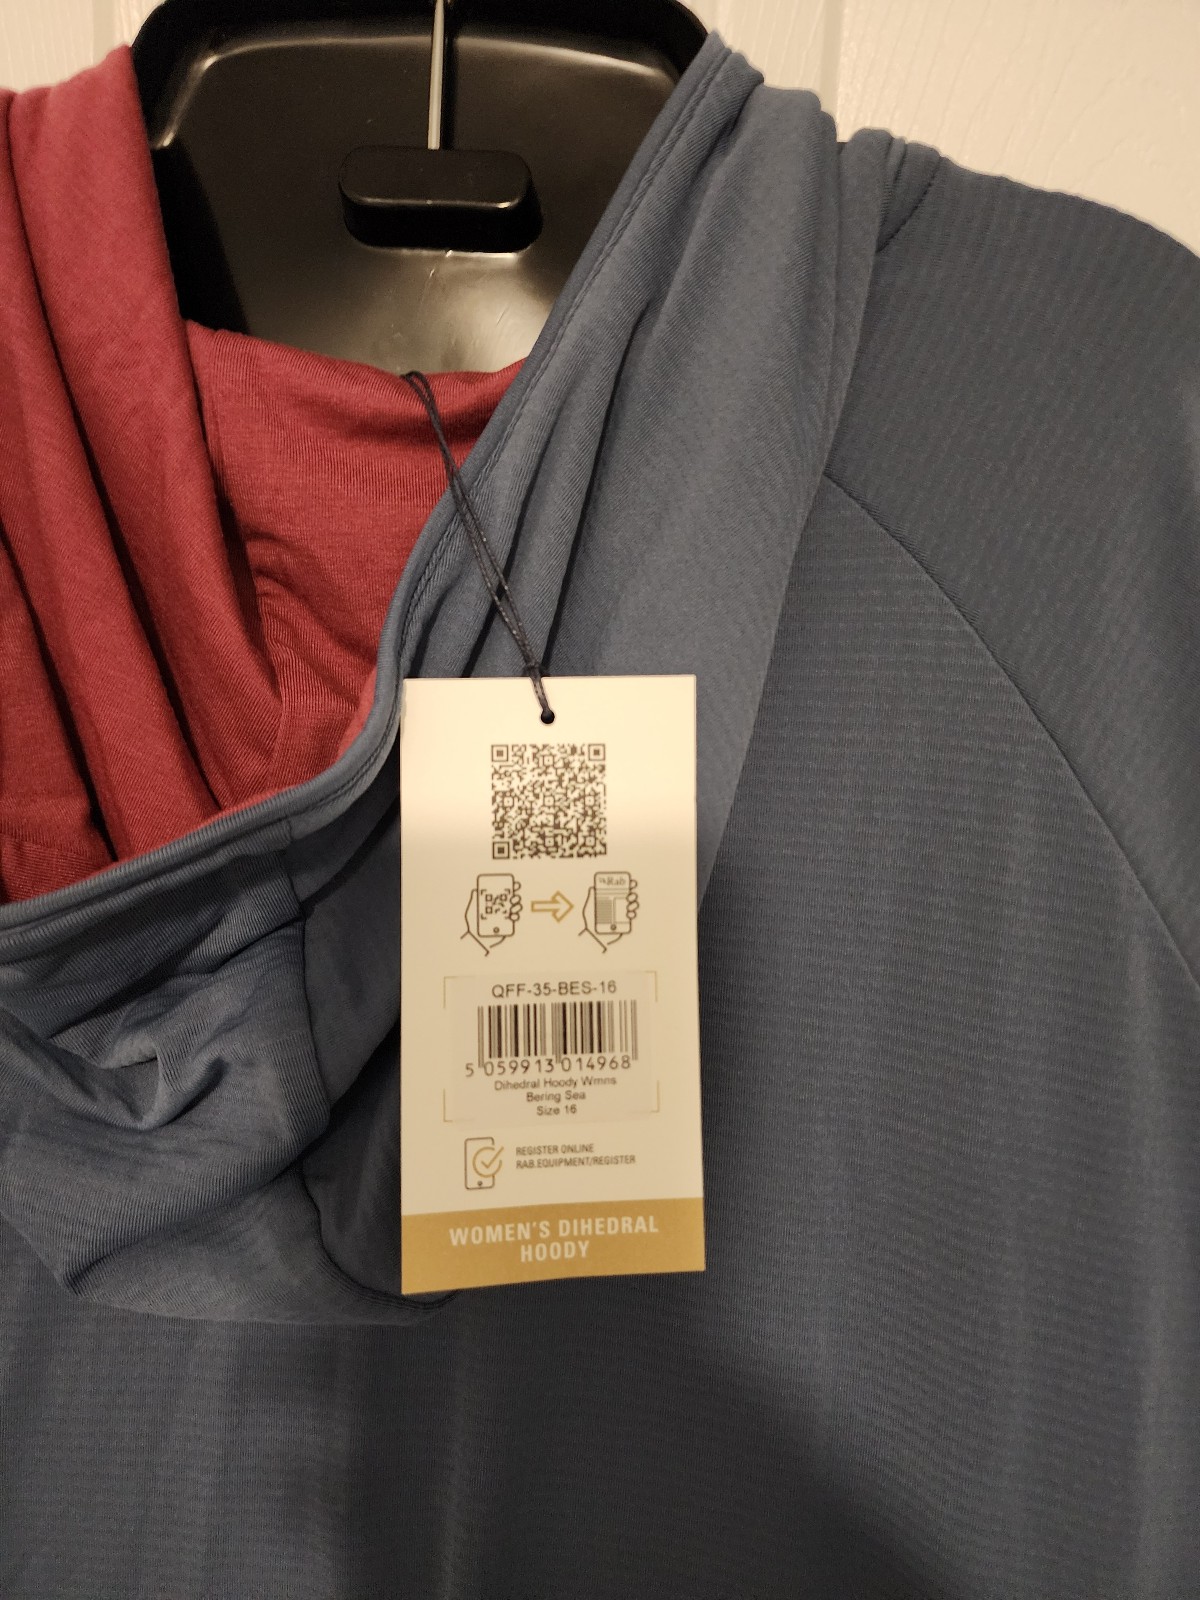 Rab
QFF-35-BES-16
5 059913 014968
Dihedral Hoody Wmns
Bering Sea
Size 16
REGISTER ONLINE
RAB.EQUIPMENT/REGISTER
WOMEN'S DIHEDRAL
HOODY